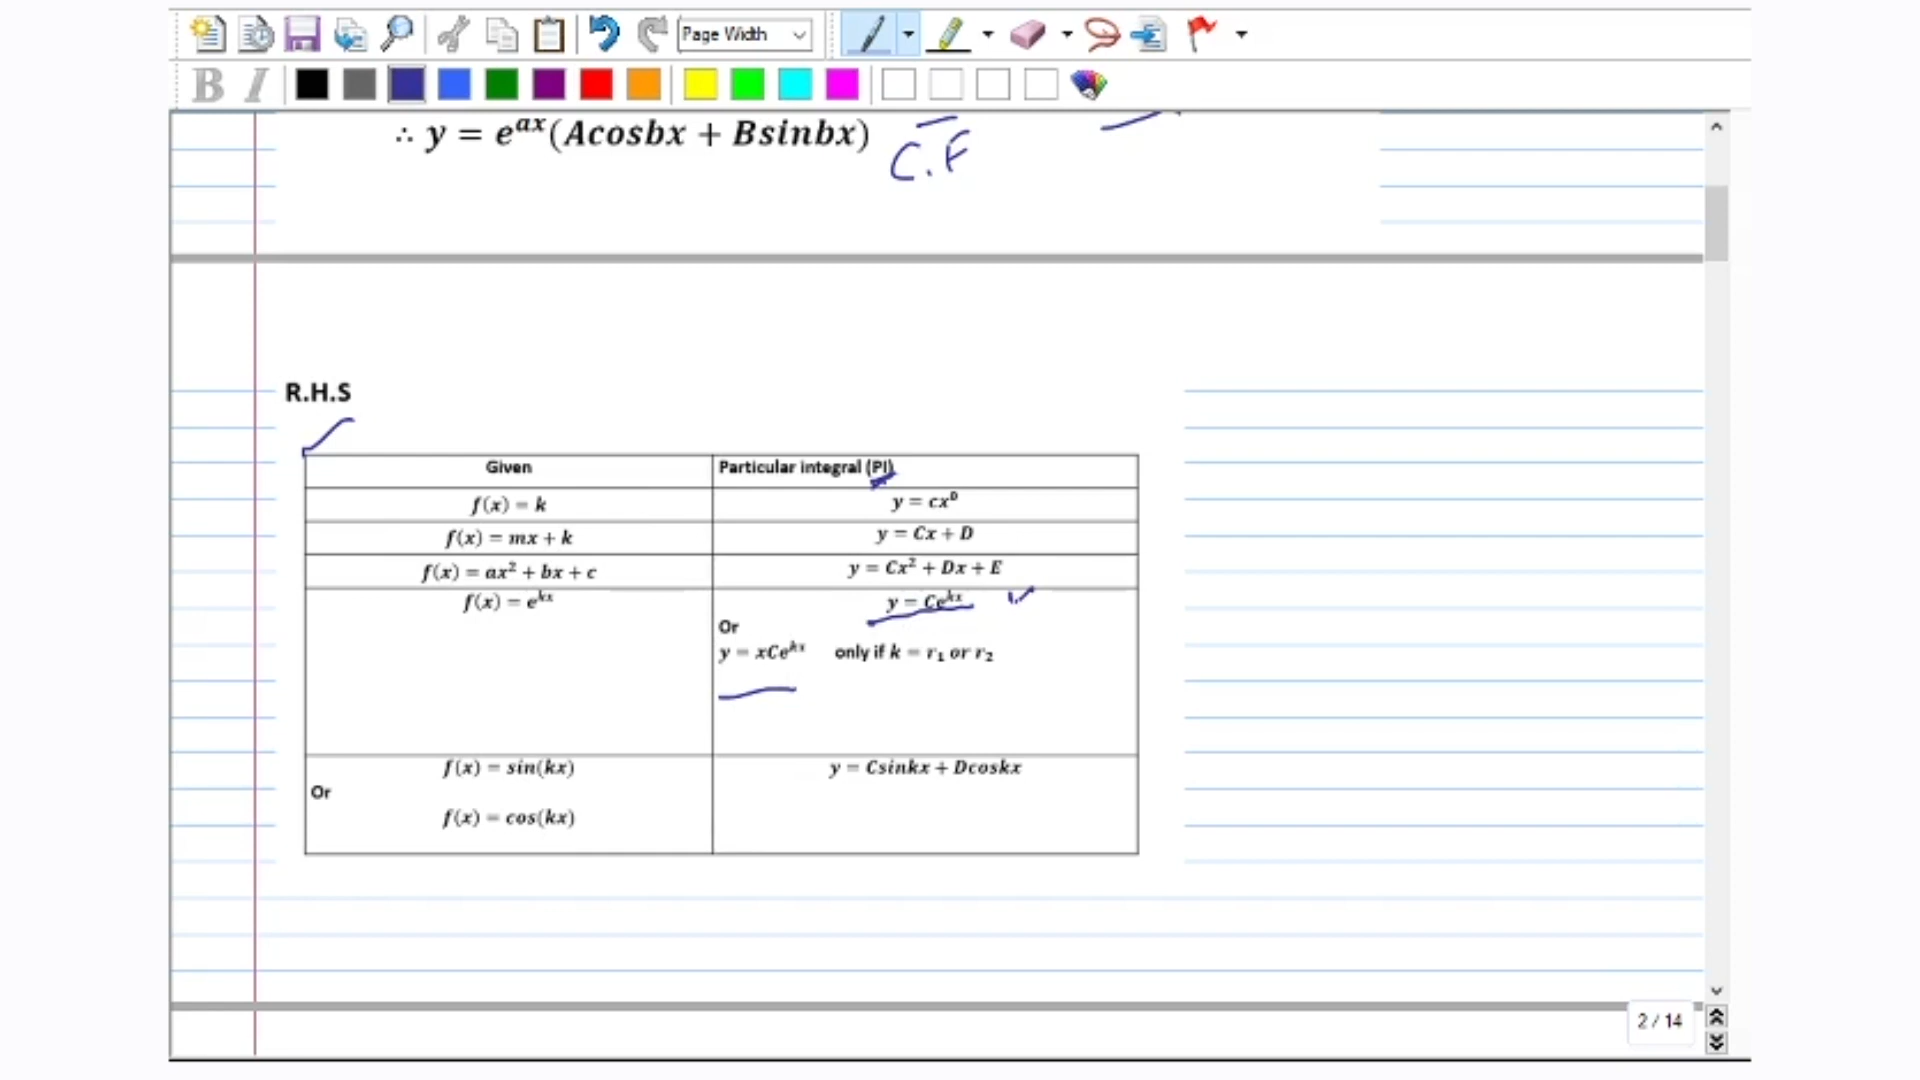 Page Width
B I
∴ y = e^{ax}(Acosbx + Bsinbx)
C.F
R.H.S
Given Particular integral (PI)
f(x) = k y = cx⁰
f(x) = mx + k y = Cx + D
f(x) = ax² + bx + c y = Cx² + Dx + E
f(x) = e^{kx} y = Ce^{kx}
Or
y = xCe^{kx} only if k = r₁ or r₂
f(x) = sin(kx) y = Csinkx + Dcoskx
Or
f(x) = cos(kx)
2 / 14